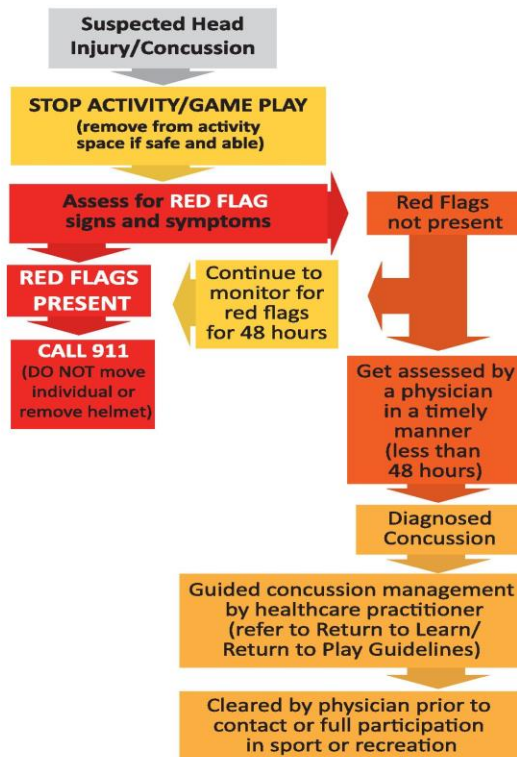 Suspected Head
Injury/Concussion
STOP ACTIVITY/GAME PLAY
(remove from activity
space if safe and able)
Assess for RED FLAG
signs and symptoms
Red Flags
not present
RED FLAGS
PRESENT
Continue to
monitor for
red flags
for 48 hours
CALL 911
(DO NOT move
individual or
remove helmet)
Get assessed by
a physician
in a timely
manner
(less than
48 hours)
Diagnosed
Concussion
Guided concussion management
by healthcare practitioner
(refer to Return to Learn/
Return to Play Guidelines)
Cleared by physician prior to
contact or full participation
in sport or recreation